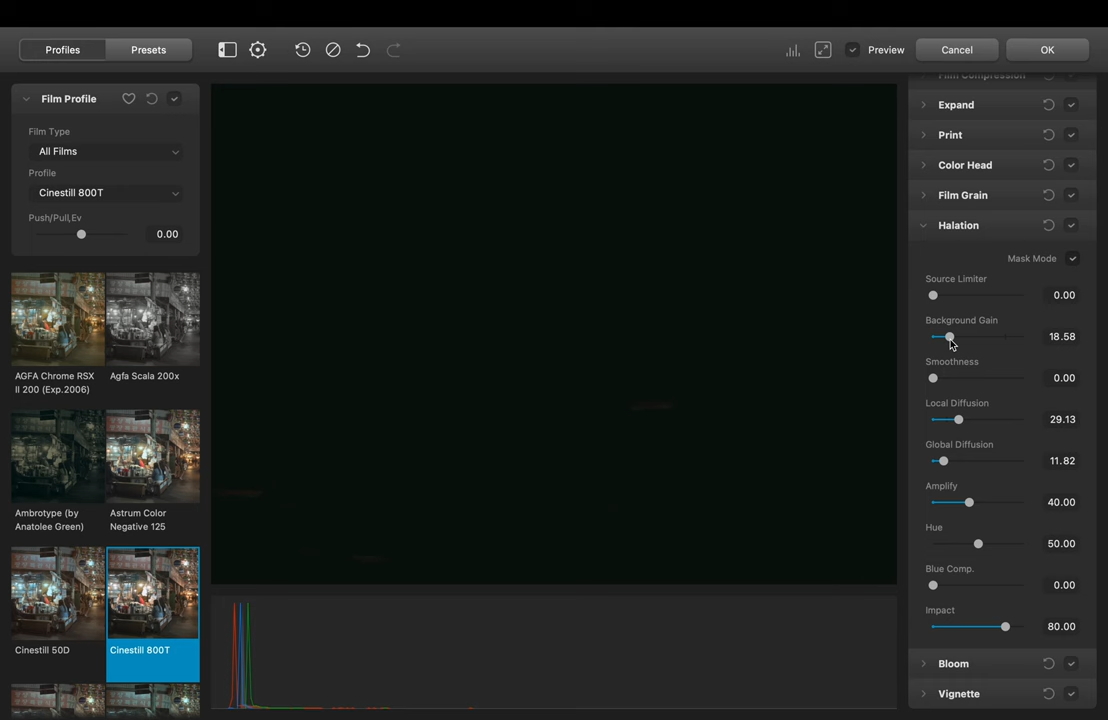 Profiles
Presets
Preview
Cancel
OK
Film Profile
Film Type
All Films
Profile
Cinestill 800T
Push/Pull,Ev
0.00
AGFA Chrome RSX
II 200 (Exp.2006)
Agfa Scala 200x
Ambrotype (by
Anatolee Green)
Astrum Color
Negative 125
Cinestill 50D
Cinestill 800T
Film Compression
Expand
Print
Color Head
Film Grain
Halation
Mask Mode
Source Limiter
0.00
Background Gain
18.58
Smoothness
0.00
Local Diffusion
29.13
Global Diffusion
11.82
Amplify
40.00
Hue
50.00
Blue Comp.
0.00
Impact
80.00
Bloom
Vignette